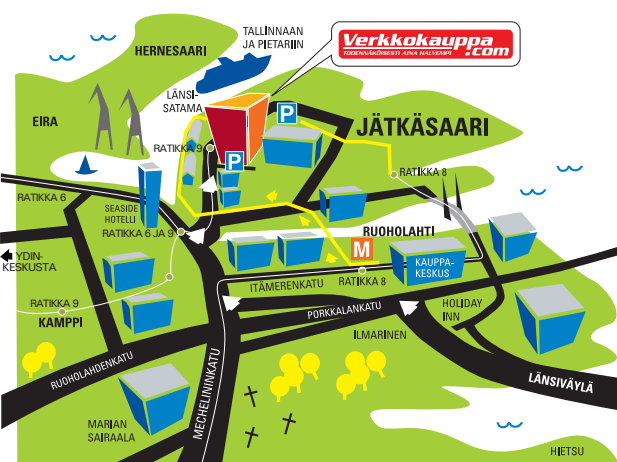 TALLINNAAN
JA PIETARIIN
Verkkokauppa
.com
TODENNÄKÖISESTI AINA HALVEMPI
HERNESAARI
LÄNSI-
SATAMA
EIRA
P
JÄTKÄSAARI
RATIKKA 9
P
RATIKKA 8
RATIKKA 6
SEASIDE
HOTELLI
RATIKKA 6 JA 9
RUOHOLAHTI
M
YDIN-
KESKUSTA
KAUPPA-
KESKUS
ITÄMERENKATU
RATIKKA 8
RATIKKA 9
KAMPPI
PORKKALANKATU
HOLIDAY
INN
ILMARINEN
RUOHOLAHDENKATU
MECHELININKATU
LÄNSIVÄYLÄ
MARIAN
SAIRAALA
HIETSU